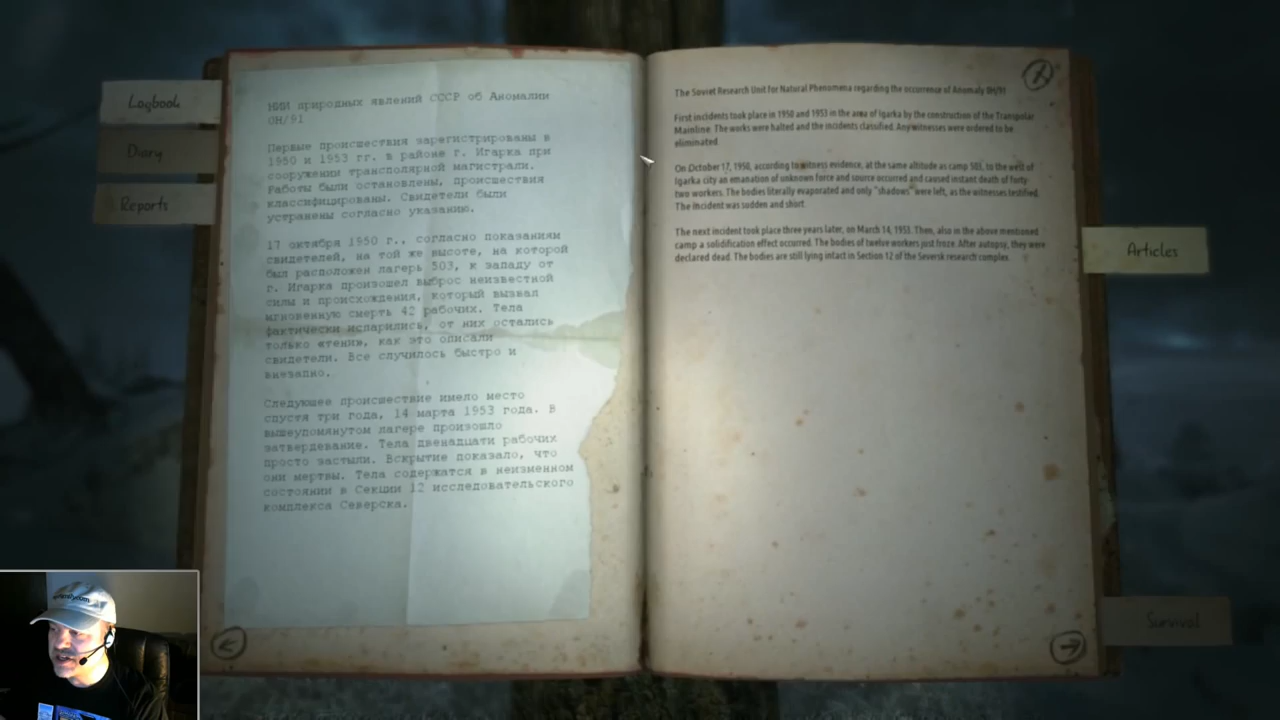 Logbook
Diary
Reports
НИИ природных явлений СССР об Аномалии
ОН/91
Первые происшествия зарегистрированы в
1950 и 1953 гг. в районе г. Игарка при
сооружении трансполярной магистрали.
Работы были остановлены, происшествия
классифицированы. Свидетели были
устранены согласно указанию.
17 октября 1950 г., согласно показаниям
свидетелей, на той же высоте, на которой
был расположен лагерь 503, к западу от
г. Игарка произошел выброс неизвестной
силы и происхождения, который вызвал
мгновенную смерть 42 рабочих. Тела
фактически испарились, от них остались
только «тени», как это описали
свидетели. Все случилось быстро и
внезапно.
Следующее происшествие имело место
спустя три года, 14 марта 1953 года. В
вышеупомянутом лагере произошло
затвердевание. Тела двенадцати рабочих
просто застыли. Вскрытие доказало, что
они мертвы. Тела содержатся в неизменном
состоянии в Секции 12 исследовательского
комплекса Северска.
The Soviet Research Unit for Natural Phenomena regarding the occurrence of Anomaly 0H/91
First incidents took place in 1950 and 1953 in the area of Igarka by the construction of the Transpolar
Mainline. The works were halted and the incidents classified. Any witnesses were ordered to be
eliminated.
On October 17, 1950, according to witness evidence, at the same altitude as camp 503, to the west of
Igarka city an emanation of unknown force and source occurred and caused instant death of forty
two workers. The bodies literally evaporated and only "shadows" were left, as the witnesses testified.
The incident was sudden and short.
The next incident took place three years later, on March 14, 1953. Then, also in the above mentioned
camp a solidification effect occurred. The bodies of twelve workers just froze. After autopsy, they were
declared dead. The bodies are still lying intact in Section 12 of the Seversk research complex.
Articles
Survival